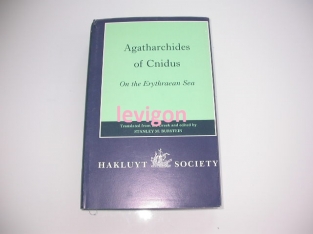 Agatharchides
of Cnidus
On the Erythraean Sea
levigon
Translated from the Greek and edited by
STANLEY M. BURSTEIN
HAKLUYT SOCIETY